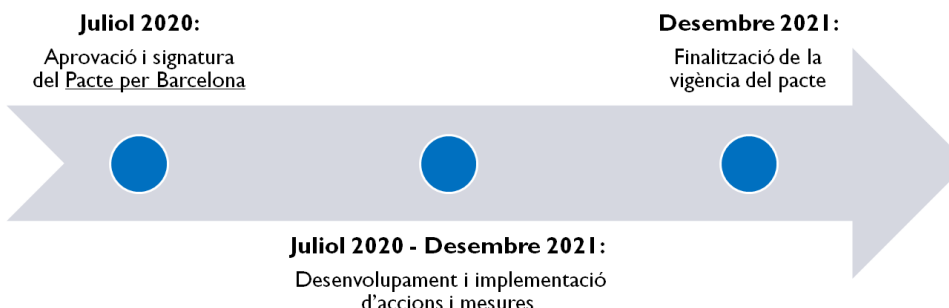 Juliol 2020:
Aprovació i signatura
del Pacte per Barcelona
Desembre 2021:
Finalització de la
vigència del pacte
Juliol 2020 - Desembre 2021:
Desenvolupament i implementació
d'accions i mesures